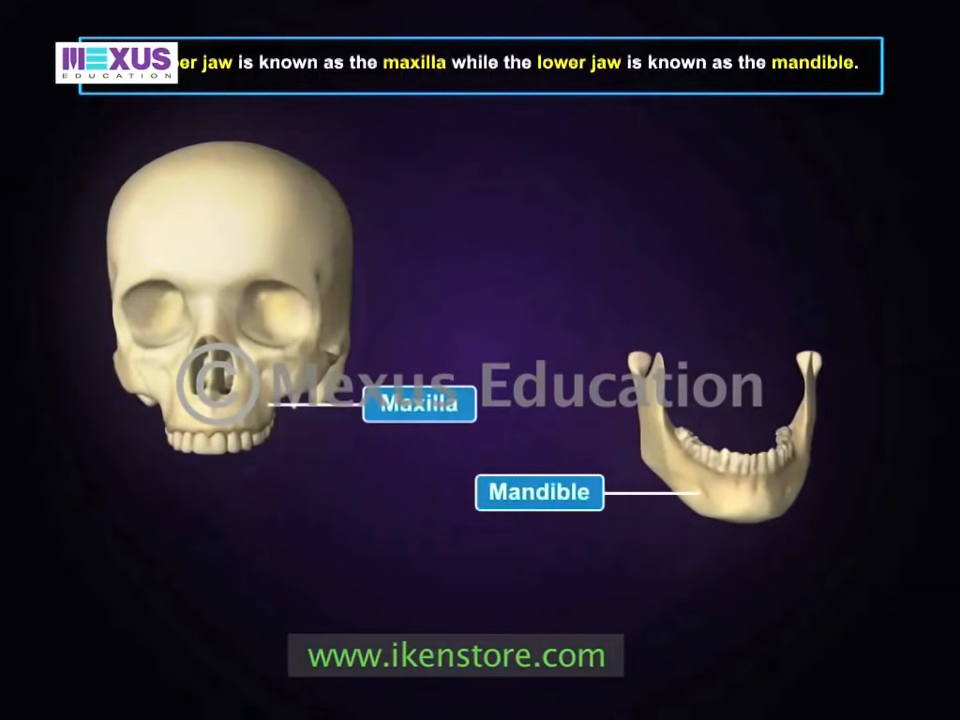 MEXUS
EDUCATION
per jaw is known as the maxilla while the lower jaw is known as the mandible.
© Mexus Education
Maxilla
Mandible
www.ikenstore.com